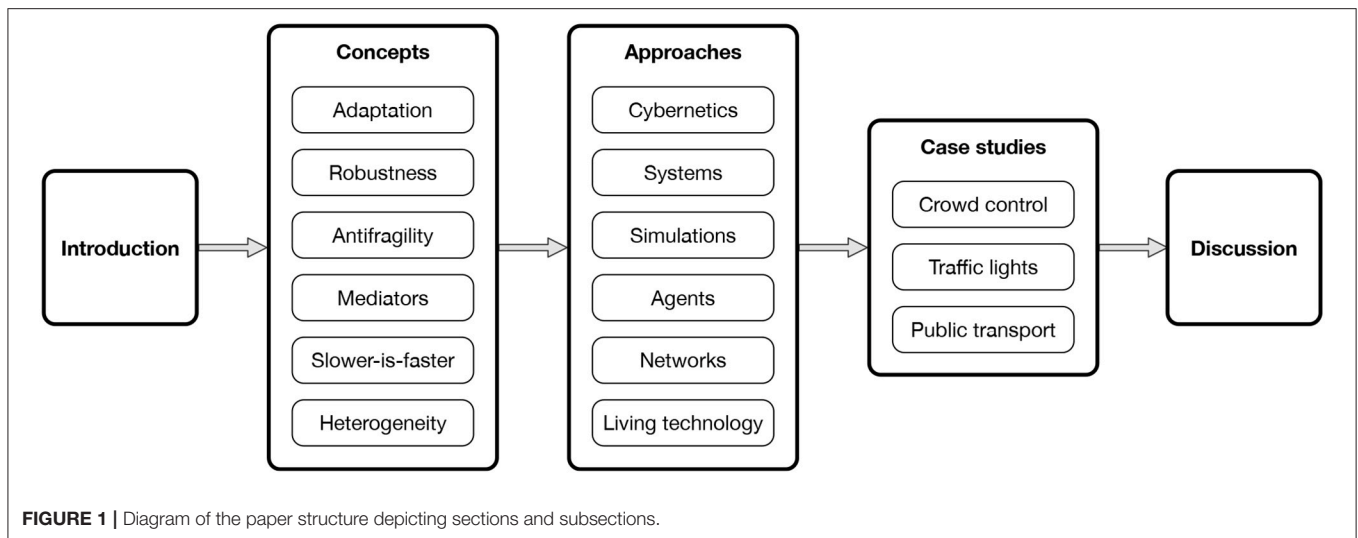 Introduction
Concepts
Adaptation
Robustness
Antifragility
Mediators
Slower-is-faster
Heterogeneity
Approaches
Cybernetics
Systems
Simulations
Agents
Networks
Living technology
Case studies
Crowd control
Traffic lights
Public transport
Discussion
FIGURE 1 | Diagram of the paper structure depicting sections and subsections.